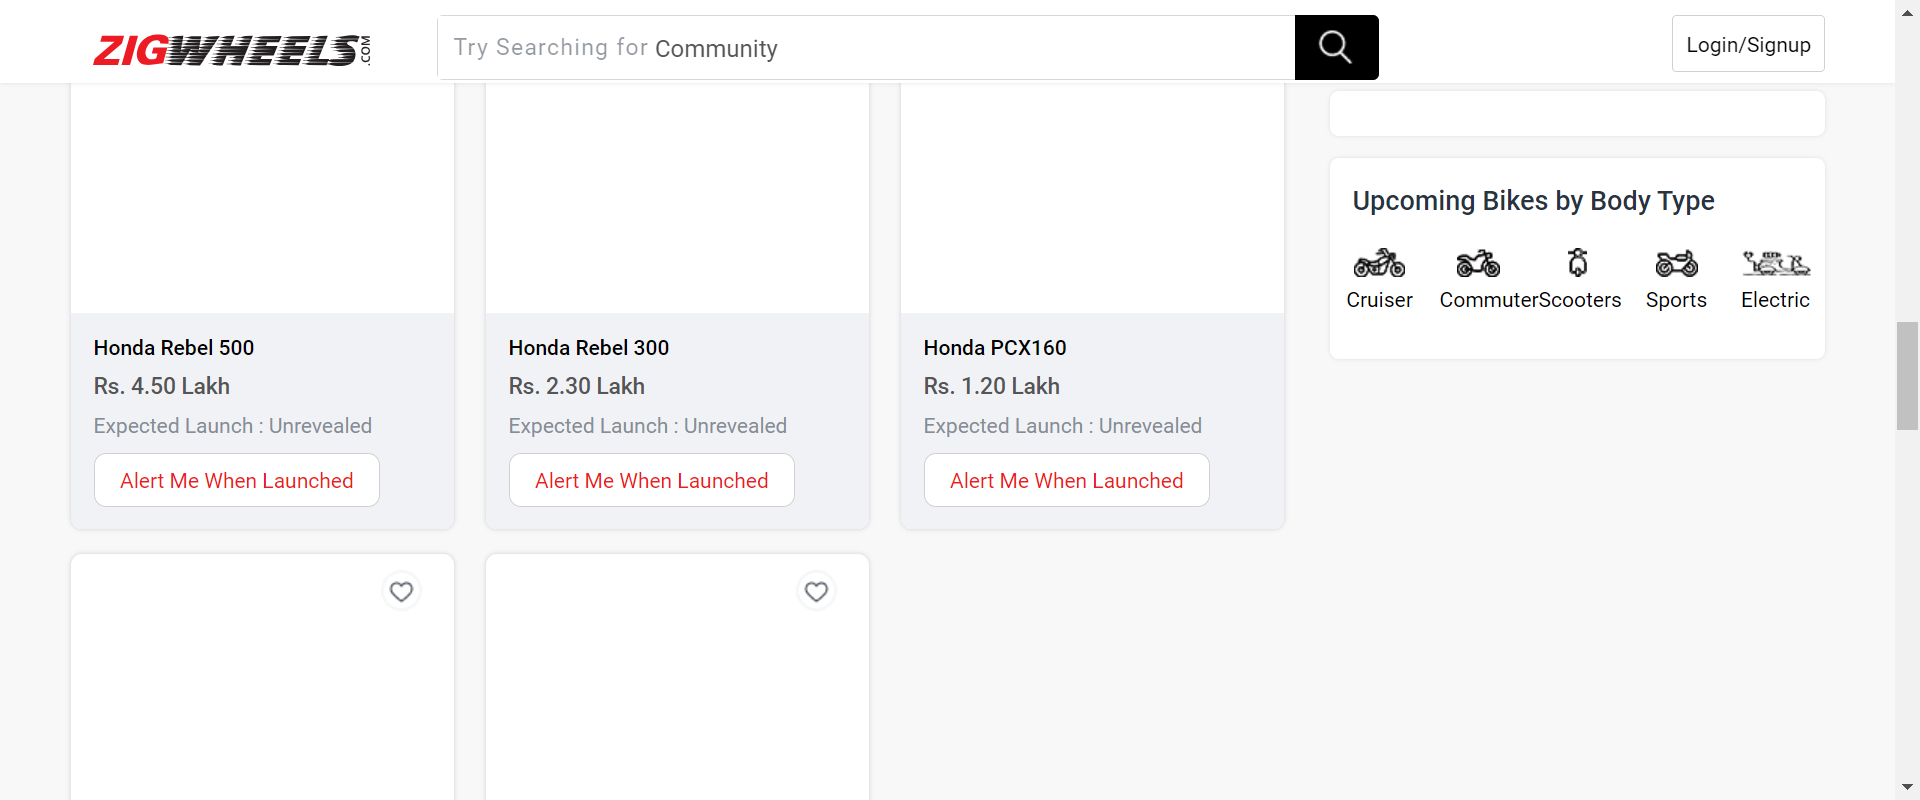 ZIGWHEELS.COM
Try Searching for Community
Login/Signup
Upcoming Bikes by Body Type
Cruiser
Commuter
Scooters
Sports
Electric
Honda Rebel 500
Rs. 4.50 Lakh
Expected Launch : Unrevealed
Alert Me When Launched
Honda Rebel 300
Rs. 2.30 Lakh
Expected Launch : Unrevealed
Alert Me When Launched
Honda PCX160
Rs. 1.20 Lakh
Expected Launch : Unrevealed
Alert Me When Launched